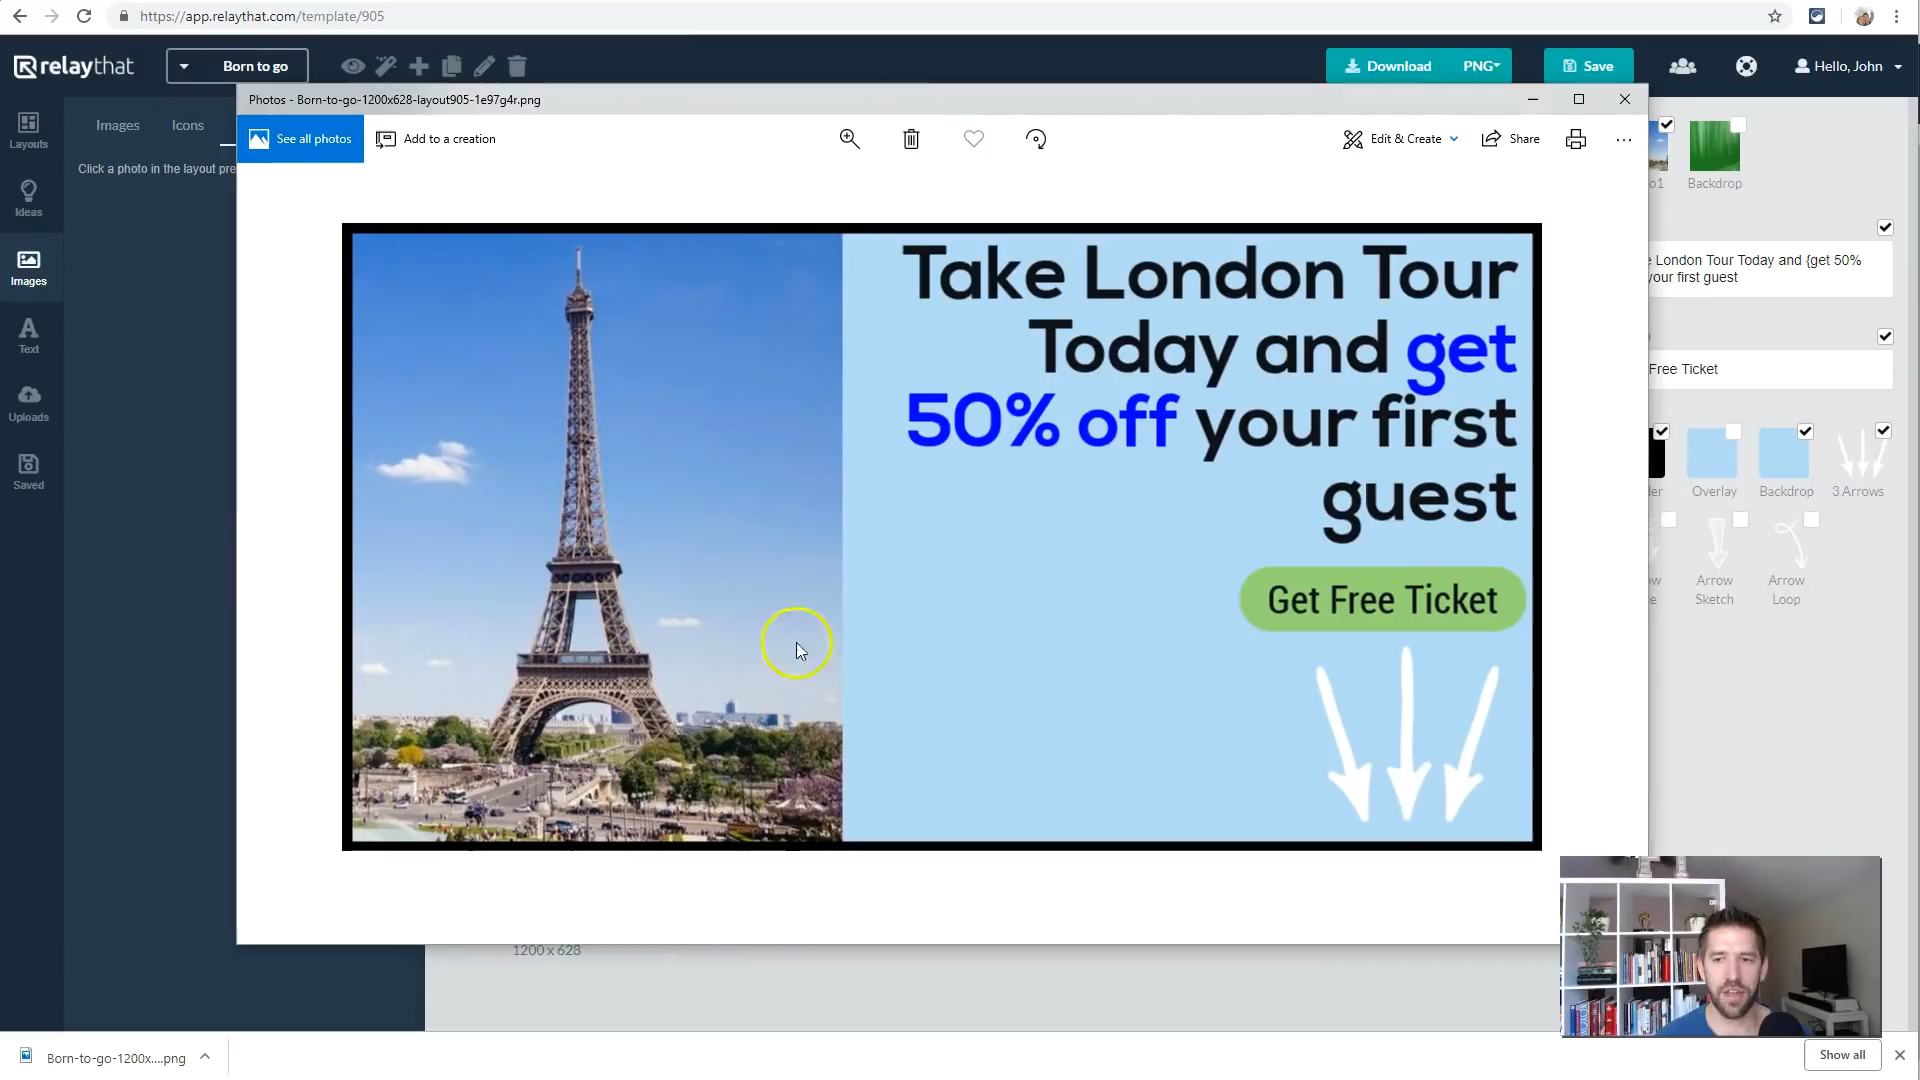 https://app.relaythat.com/template/905
relaythat
Born to go
Download
PNG
Save
Hello, John
Photos - Born-to-go-1200x628-layout905-1e97g4r.png
See all photos
Add to a creation
Edit & Create
Share
Layouts
Ideas
Images
Text
Uploads
Saved
Images
Icons
Click a photo in the layout pre
Take London Tour
Today and get
50% off your first
guest
Get Free Ticket
o1
Backdrop
London Tour Today and {get 50%
your first guest
Free Ticket
Overlay
Backdrop
3 Arrows
Arrow
Sketch
Arrow
Loop
1200 x 628
Born-to-go-1200x....png
Show all